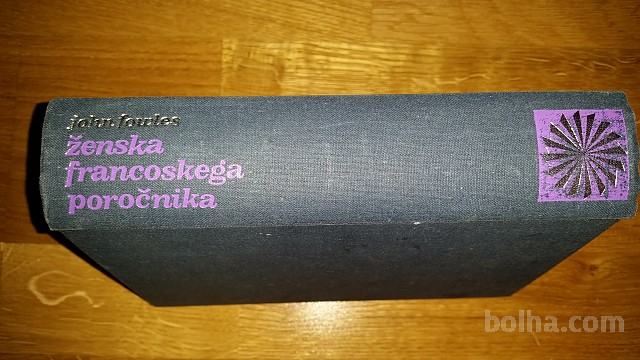 john fowles
ženska
francoskega
poročnika
bolha.com